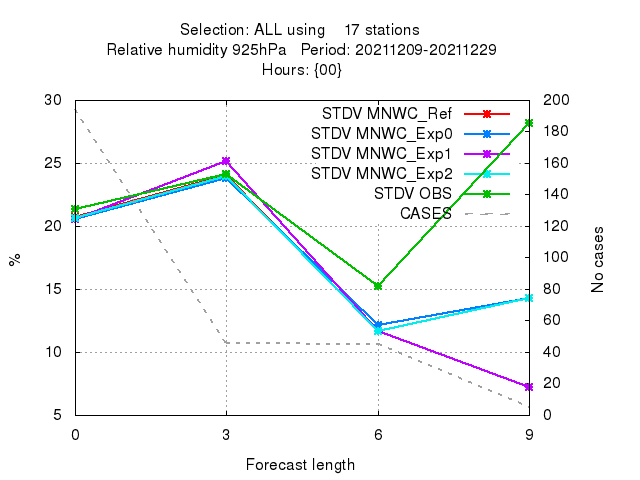 Selection: ALL using 17 stations
Relative humidity 925hPa Period: 20211209-20211229
Hours: {00}
30
25
20
15
10
5
200
180
160
140
120
100
80
60
40
20
0
STDV MNWC_Ref
STDV MNWC_Exp0
STDV MNWC_Exp1
STDV MNWC_Exp2
STDV OBS
CASES
%
No cases
0 3 6 9
Forecast length